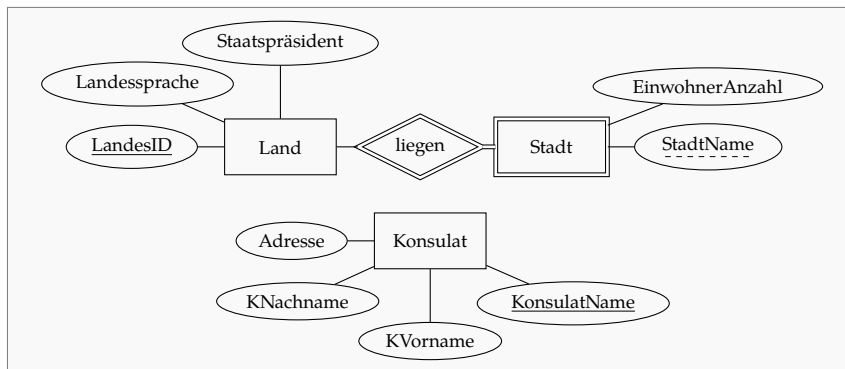 Staatspräsident
Landessprache
EinwohnerAnzahl
LandesID
Land
liegen
Stadt
StadtName
Adresse
Konsulat
KNachname
KonsulatName
KVorname